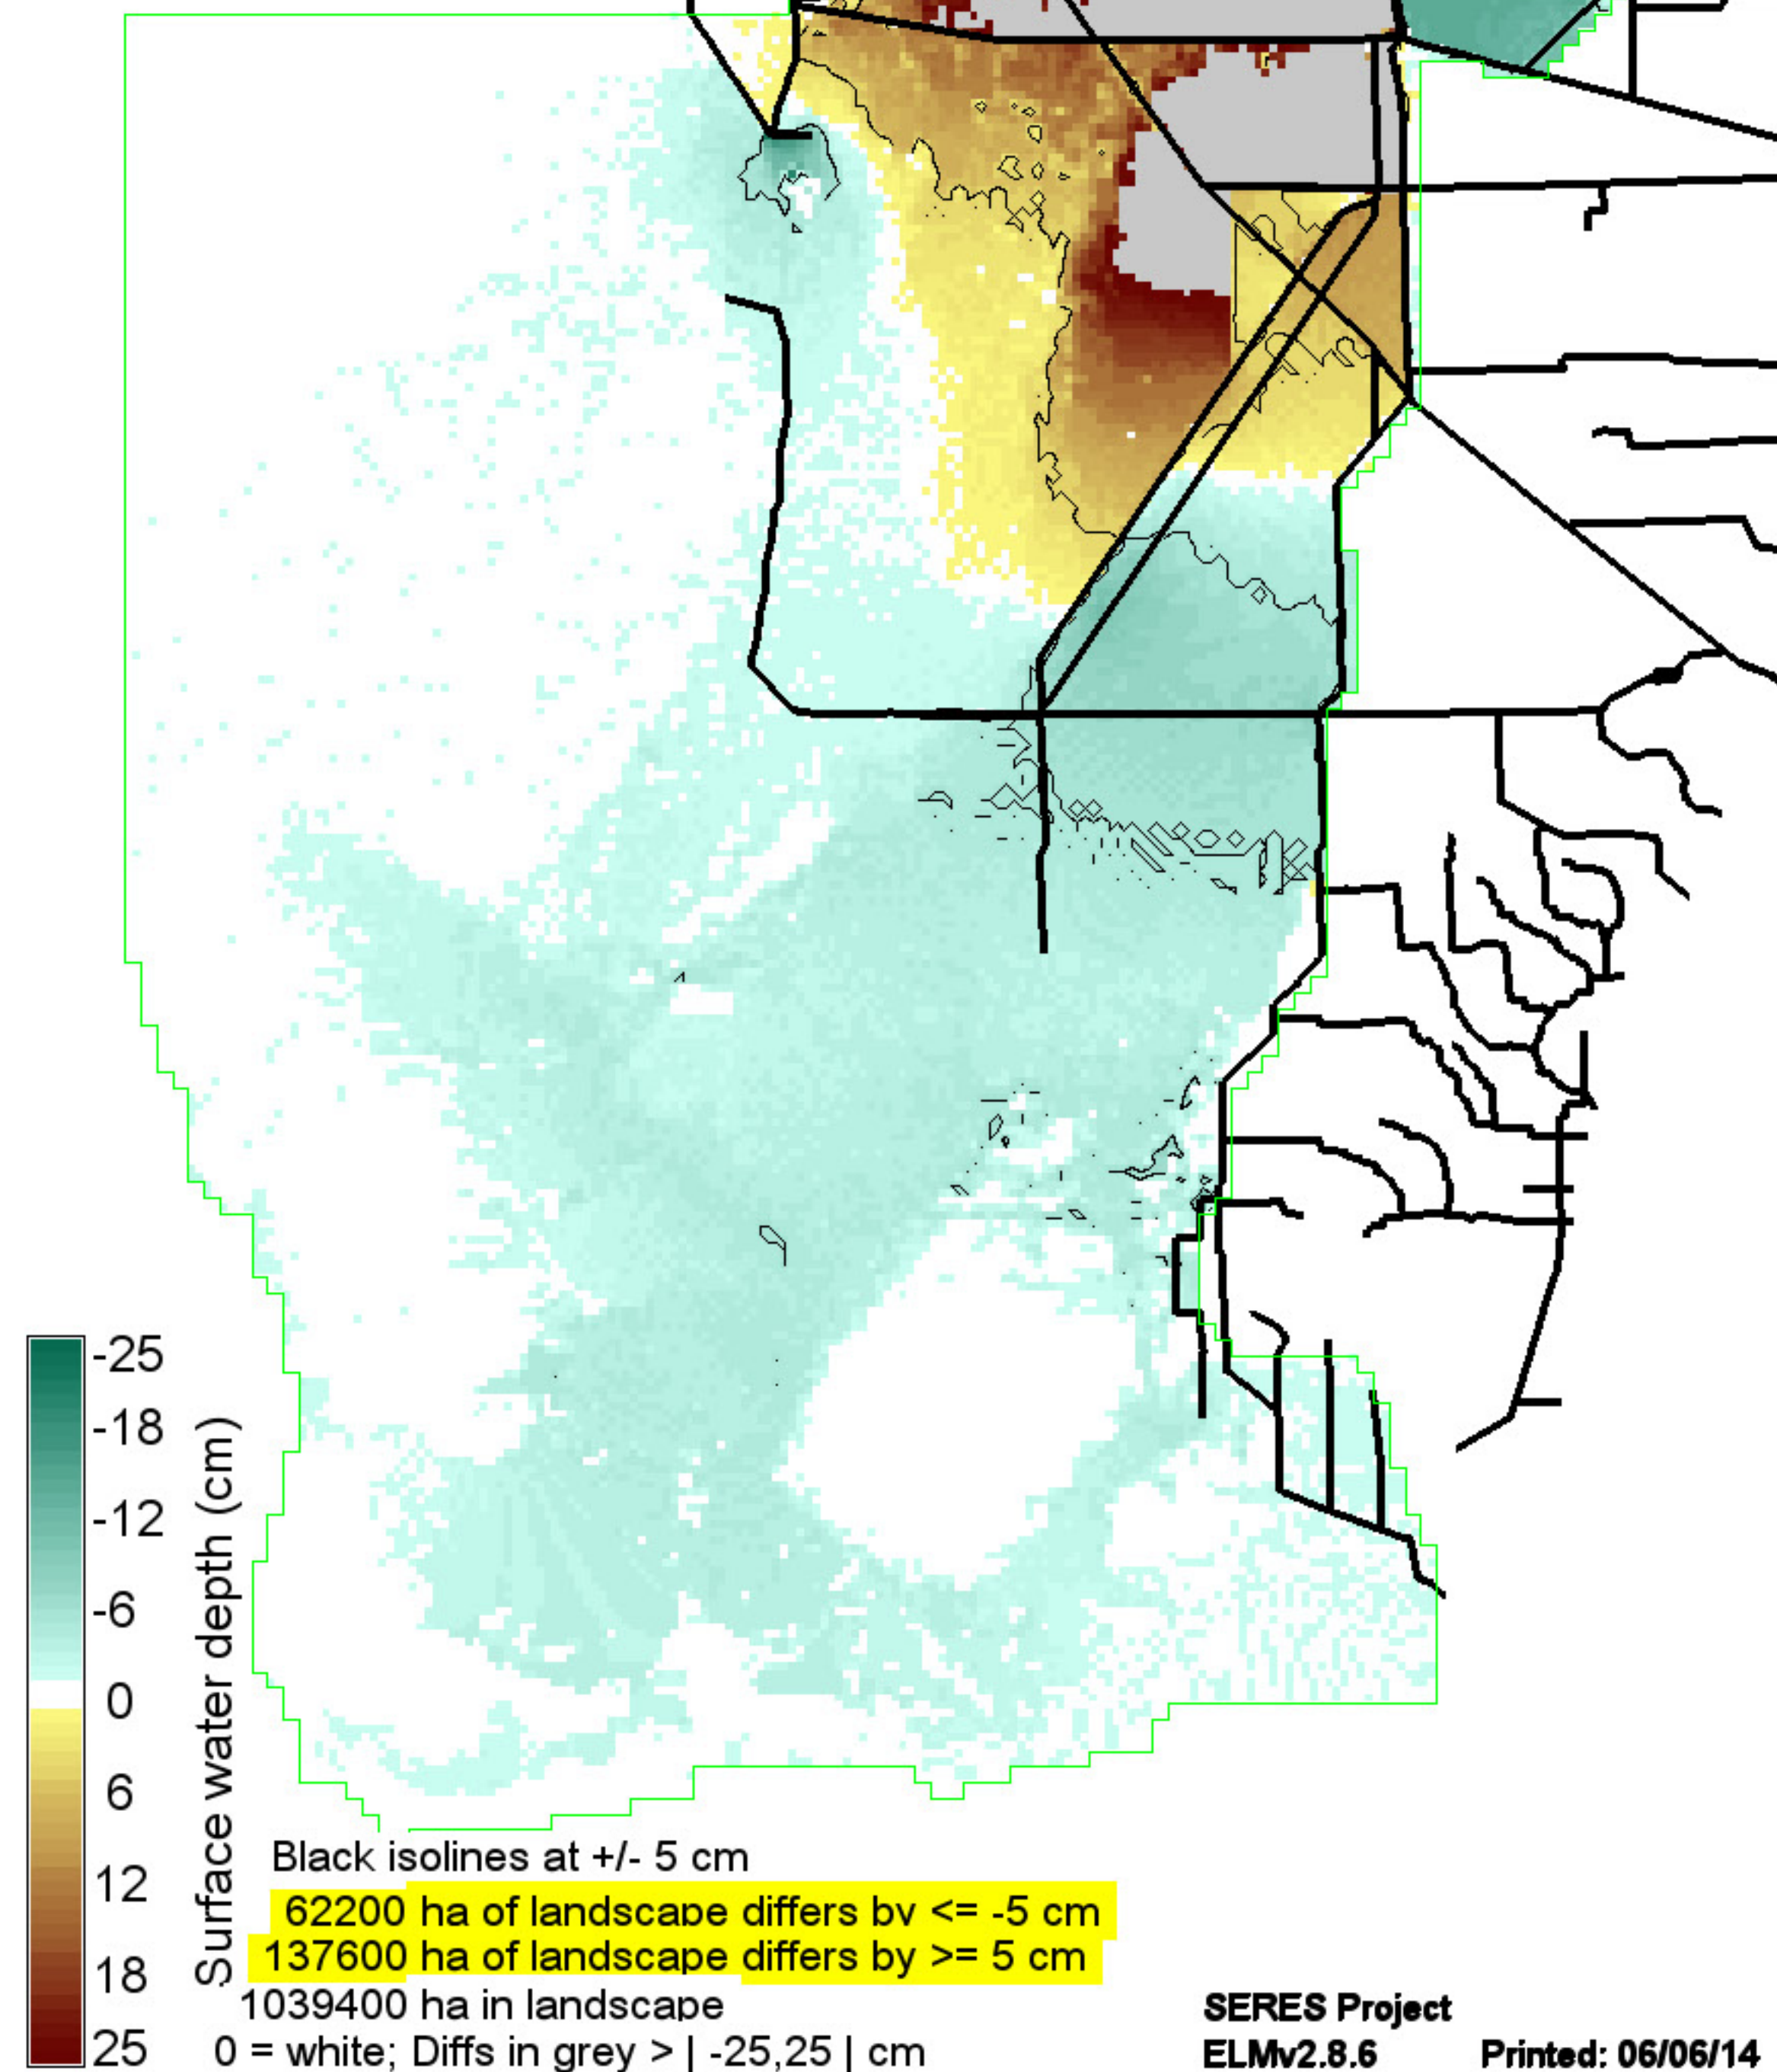 -25
-18
-12
-6
0
6
12
18
25
Surface water depth (cm)
Black isolines at +/- 5 cm
62200 ha of landscape differs by <= -5 cm
137600 ha of landscape differs by >= 5 cm
1039400 ha in landscape
0 = white; Diffs in grey > | -25,25 | cm
SERES Project
ELMv2.8.6 Printed: 06/06/14